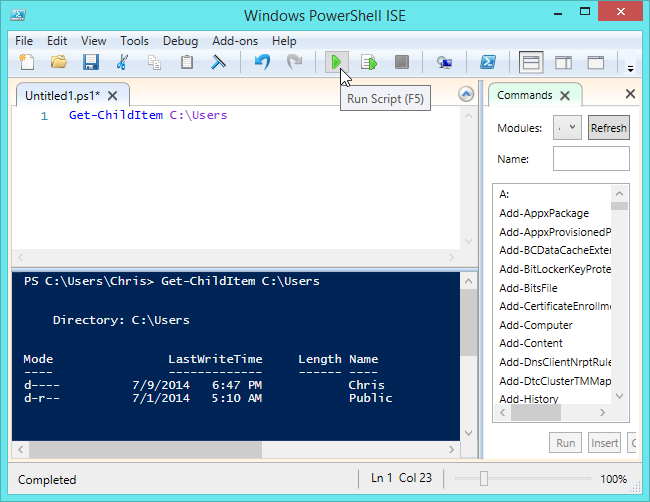 Windows PowerShell ISE
File Edit View Tools Debug Add-ons Help
Untitled1.ps1*
Run Script (F5)
1 Get-ChildItem C:\Users
PS C:\Users\Chris> Get-ChildItem C:\Users
Directory: C:\Users
Mode LastWriteTime Length Name
---- ------------- ------ ----
d---- 7/9/2014 6:47 PM Chris
d-r-- 7/1/2014 5:10 AM Public
Commands
Modules: Refresh
Name:
A:
Add-AppxPackage
Add-AppxProvisionedP
Add-BCDataCacheExter
Add-BitLockerKeyProte
Add-BitsFile
Add-CertificateEnrollme
Add-Computer
Add-Content
Add-DnsClientNrptRule
Add-DtcClusterTMMap
Add-History
Run Insert
Completed Ln 1 Col 23 100%